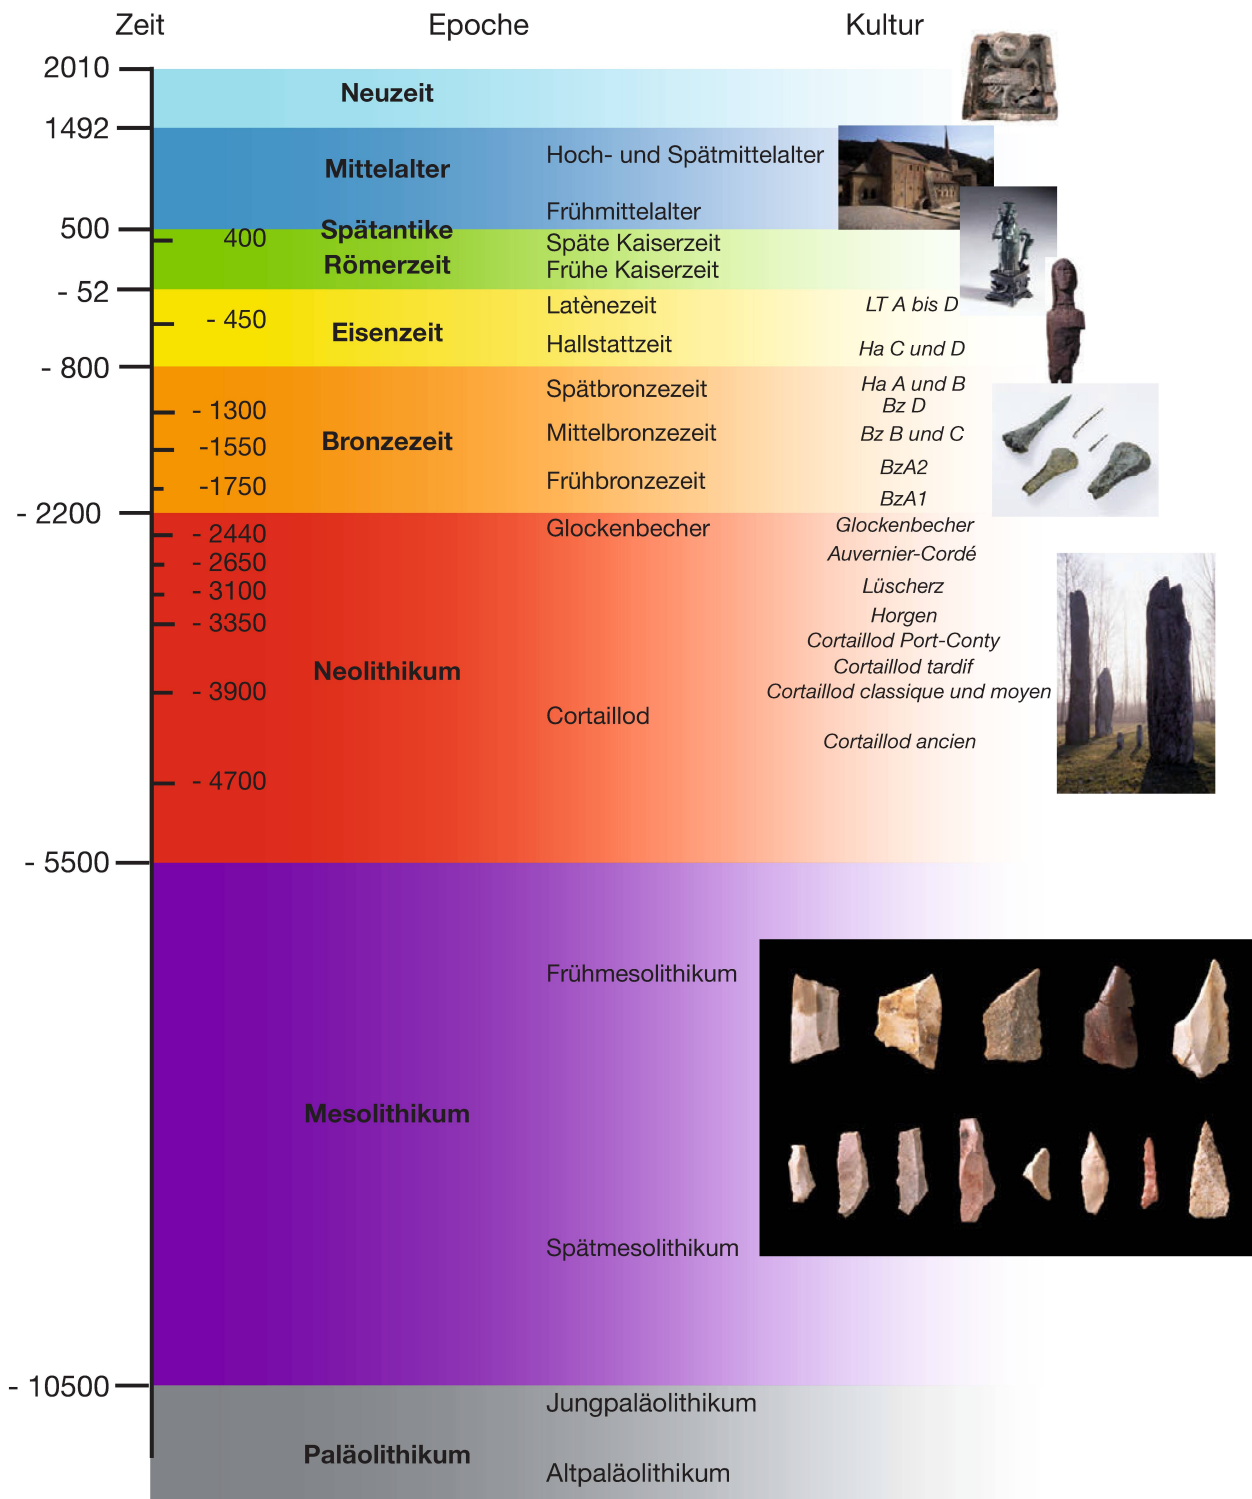 Zeit Epoche Kultur
2010
Neuzeit
1492
Hoch- und Spätmittelalter
Mittelalter
Frühmittelalter
500 Spätantike
400 Späte Kaiserzeit
Römerzeit Frühe Kaiserzeit
- 52
Latènezeit LT A bis D
- 450
Eisenzeit
Hallstattzeit Ha C und D
- 800
Spätbronzezeit Ha A und B
Bz D
- 1300
Mittelbronzezeit Bz B und C
Bronzezeit
-1550
BzA2
Frühbronzezeit
-1750
BzA1
- 2200
Glockenbecher Glockenbecher
- 2440
Auvernier-Cordé
- 2650
Lüscherz
- 3100
Horgen
- 3350
Cortaillod Port-Conty
Neolithikum Cortaillod tardif
- 3900 Cortaillod classique und moyen
Cortaillod
Cortaillod ancien
- 4700
- 5500
Frühmesolithikum
Mesolithikum
Spätmesolithikum
- 10500
Jungpaläolithikum
Paläolithikum
Altpaläolithikum